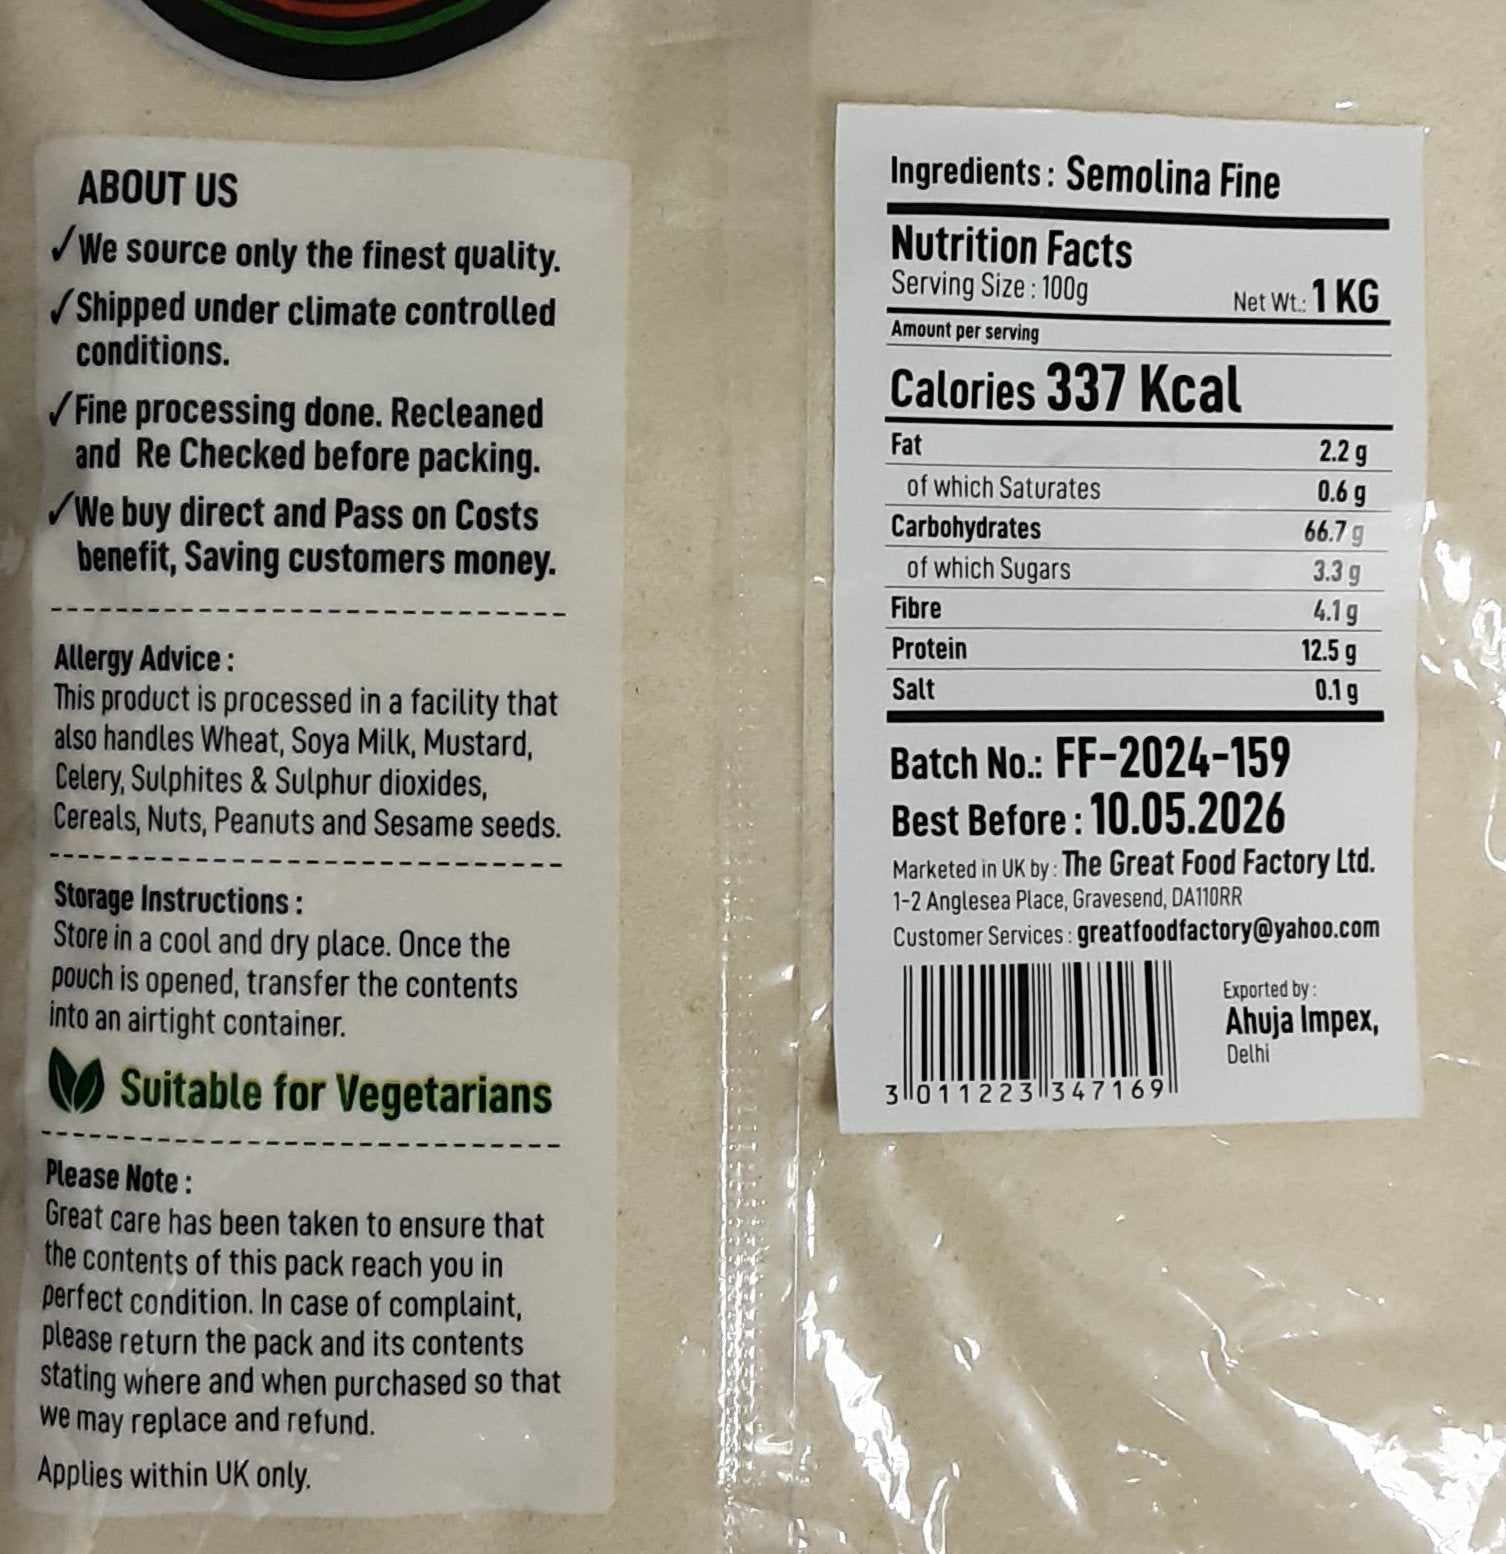 ABOUT US
✓We source only the finest quality.
✓Shipped under climate controlled
conditions.
✓Fine processing done. Recleaned
and Re Checked before packing.
✓We buy direct and Pass on Costs
benefit, Saving customers money.
Allergy Advice :
This product is processed in a facility that
also handles Wheat, Soya Milk, Mustard,
Celery, Sulphites & Sulphur dioxides,
Cereals, Nuts, Peanuts and Sesame seeds.
Storage Instructions :
Store in a cool and dry place. Once the
pouch is opened, transfer the contents
into an airtight container.
Suitable for Vegetarians
Please Note :
Great care has been taken to ensure that
the contents of this pack reach you in
perfect condition. In case of complaint,
please return the pack and its contents
stating where and when purchased so that
we may replace and refund.
Applies within UK only.
Ingredients : Semolina Fine
Nutrition Facts
Serving Size : 100g
Net Wt.: 1 KG
Amount per serving
Calories 337 Kcal
Fat 2.2 g
of which Saturates 0.6 g
Carbohydrates 66.7 g
of which Sugars 3.3 g
Fibre 4.1 g
Protein 12.5 g
Salt 0.1 g
Batch No.: FF-2024-159
Best Before : 10.05.2026
Marketed in UK by : The Great Food Factory Ltd.
1-2 Anglesea Place, Gravesend, DA110RR
Customer Services : greatfoodfactory@yahoo.com
Exported by :
Ahuja Impex,
Delhi
3 011223 347169